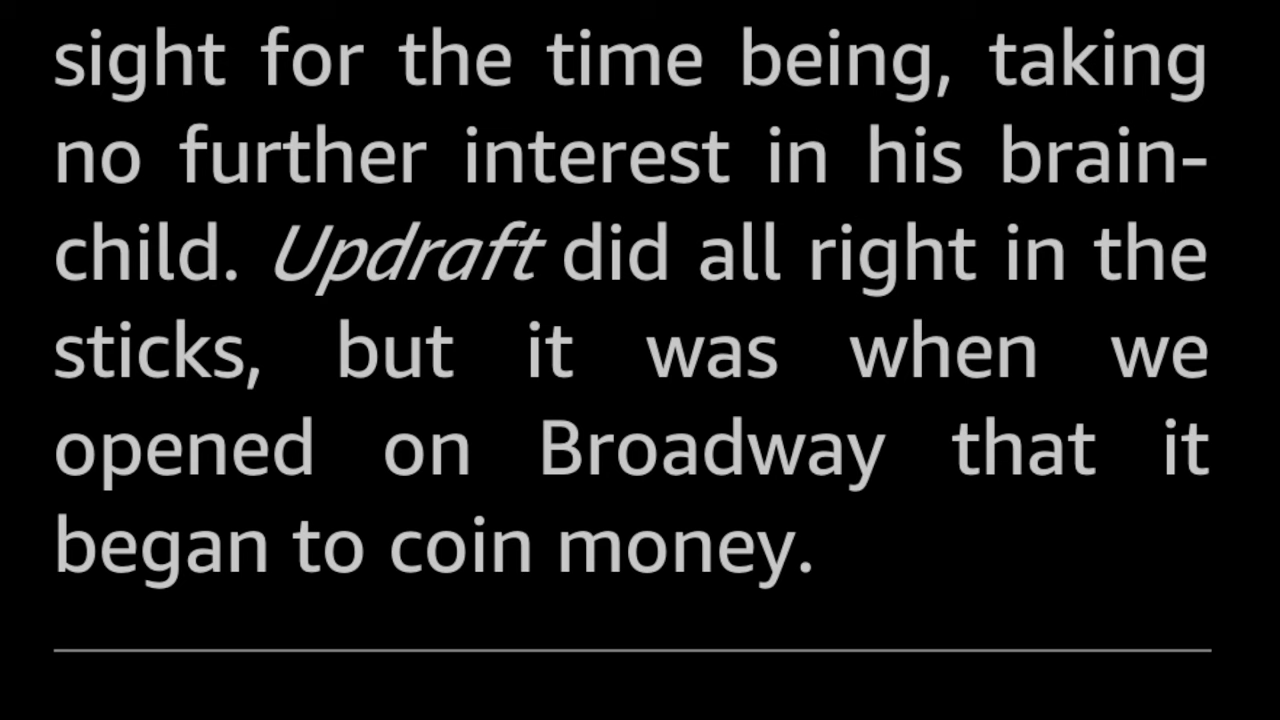 sight for the time being, taking
no further interest in his brain-
child. Updraft did all right in the
sticks, but it was when we
opened on Broadway that it
began to coin money.